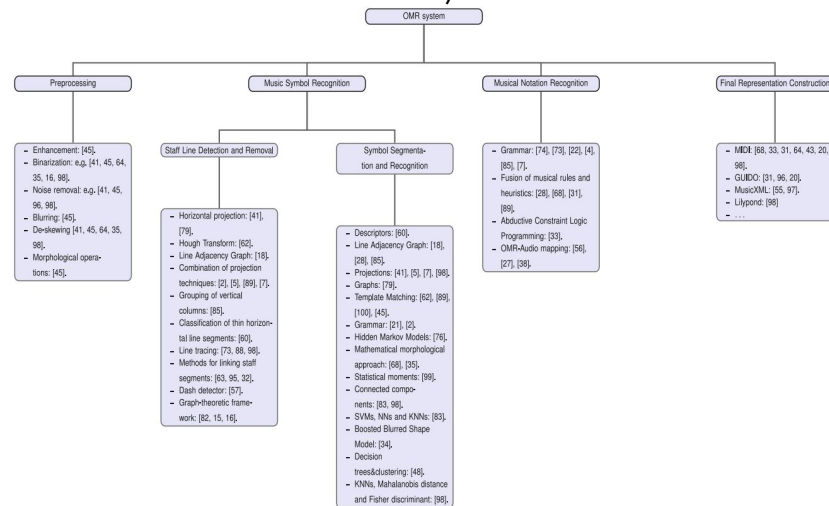 OMR system
Preprocessing
Music Symbol Recognition
Musical Notation Recognition
Final Representation Construction
– Enhancement: [45].
– Binarization: e,g, [41, 45, 64,
35, 16, 98].
– Noise removal: e.g. [41, 45,
96, 98].
– Blurring: [45].
– De-skewing [41, 45, 64, 35,
98].
– Morphological opera-
tions: [45].
Staff Line Detection and Removal
– Horizontal projection: [41],
[79].
– Hough Transform: [62].
– Line Adjacency Graph: [18].
– Combination of projection
techniques: [2], [5], [89], [7].
– Grouping of vertical
columns: [85].
– Classification of thin horizon-
tal line segments: [60].
– Line tracing: [73, 88, 98].
– Methods for linking staff
segments: [63, 95, 32].
– Dash detector: [57].
– Graph-theoretic frame-
work: [82, 15, 16].
Symbol Segmenta-
tion and Recognition
– Descriptors: [60].
– Line Adjacency Graph: [18],
[28], [85].
– Projections: [41], [5], [7], [98].
– Graphs: [79].
– Template Matching: [62], [89],
[100], [45].
– Grammar: [21], [2].
– Hidden Markov Models: [76].
– Mathematical morphological
approach: [68], [35].
– Statistical moments: [99].
– Connected compo-
nents: [83, 98].
– SVMs, NNs and KNNs: [83].
– Boosted Blurred Shape
Model: [34].
– Decision
trees&clustering: [48].
– KNNs, Mahalanobis distance
and Fisher discriminant: [98].
– Grammar: [74], [73], [22], [4],
[85], [7].
– Fusion of musical rules and
heuristics: [28], [68], [31],
[89].
– Abductive Constraint Logic
Programming: [33].
– OMR-Audio mapping: [56],
[27], [38].
– MIDI: [68, 33, 31, 64, 43, 20,
98].
– GUIDO: [31, 96, 20].
– MusicXML: [55, 97].
– Lilypond: [98]
– . . .